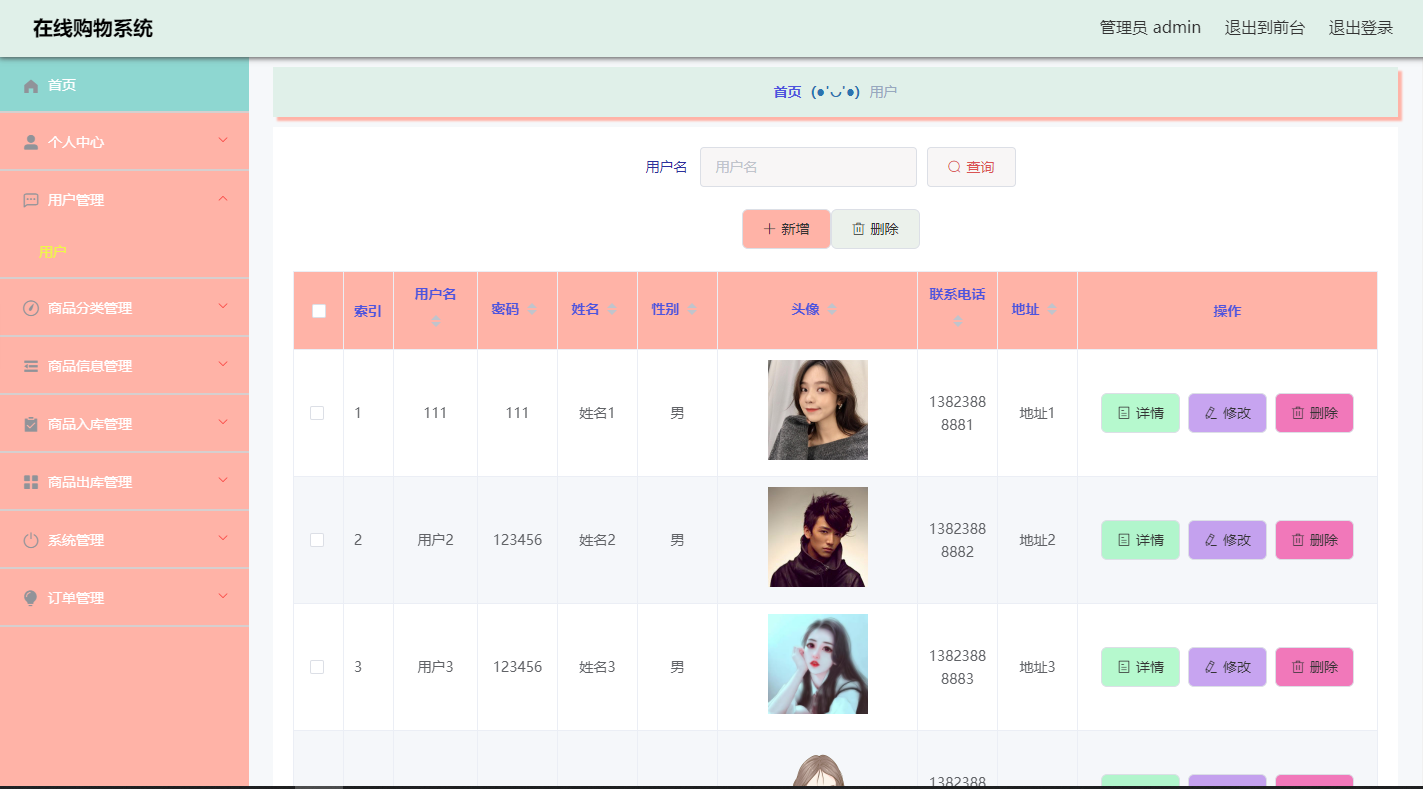 在线购物系统
管理员 admin 退出到前台 退出登录
首页
个人中心
用户管理
用户
商品分类管理
商品信息管理
商品入库管理
商品出库管理
系统管理
订单管理
首页 (●'◡'●) 用户
用户名 用户名 查询
新增 删除
索引 用户名 密码 姓名 性别 头像 联系电话 地址 操作
1 111 111 姓名1 男 13823888881 地址1 详情 修改 删除
2 用户2 123456 姓名2 男 13823888882 地址2 详情 修改 删除
3 用户3 123456 姓名3 男 13823888883 地址3 详情 修改 删除
1382388